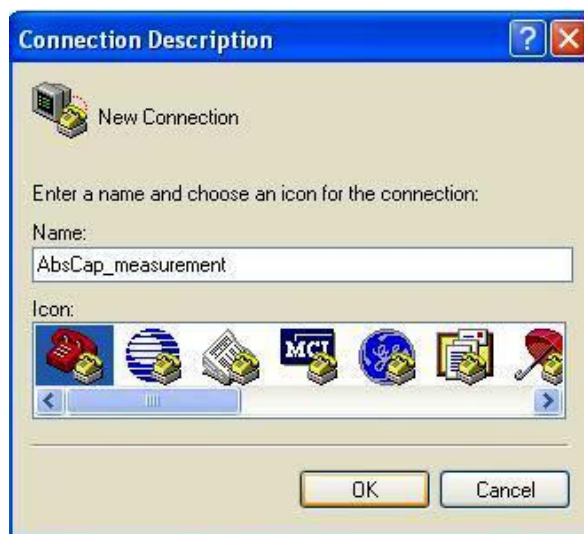 Connection Description
New Connection
Enter a name and choose an icon for the connection:
Name:
AbsCap_measurement
Icon:
MCI
OK
Cancel